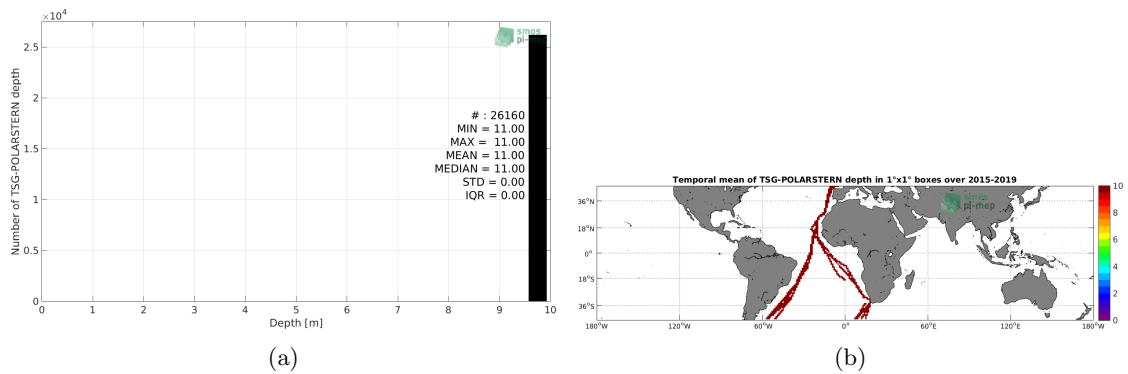 ×10⁴
Number of TSG-POLARSTERN depth
2.5
2
1.5
1
0.5
0
smos
pi-mep
# : 26160
MIN = 11.00
MAX = 11.00
MEAN = 11.00
MEDIAN = 11.00
STD = 0.00
IQR = 0.00
0 1 2 3 4 5 6 7 8 9 10
Depth [m]
(a)
Temporal mean of TSG-POLARSTERN depth in 1°x1° boxes over 2015-2019
smos
pi-mep
36°N
18°N
0°
18°S
36°S
180°W 120°W 60°W 0° 60°E 120°E 180°W
10
8
6
4
2
0
(b)